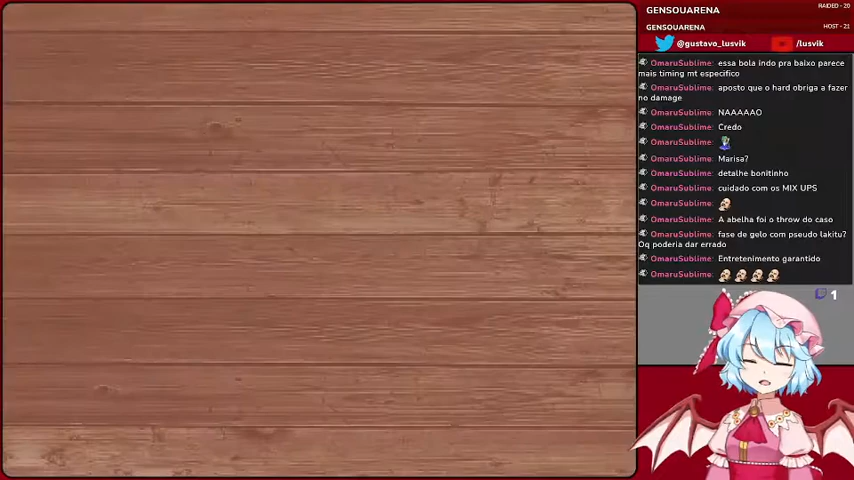 GENSOUARENA
RAIDED - 20
GENSOUARENA
HOST - 21
@gustavo_lusvik
/lusvik
OmaruSublime: essa bola indo pra baixo parece
mais timing mt especifico
OmaruSublime: aposto que o hard obriga a fazer
no damage
OmaruSublime: NAAAAAO
OmaruSublime: Credo
OmaruSublime:
OmaruSublime: Marisa?
OmaruSublime: detalhe bonitinho
OmaruSublime: cuidado com os MIX UPS
OmaruSublime:
OmaruSublime: A abelha foi o throw do caso
OmaruSublime: fase de gelo com pseudo lakitu?
Oq poderia dar errado
OmaruSublime: Entretenimento garantido
OmaruSublime:
1